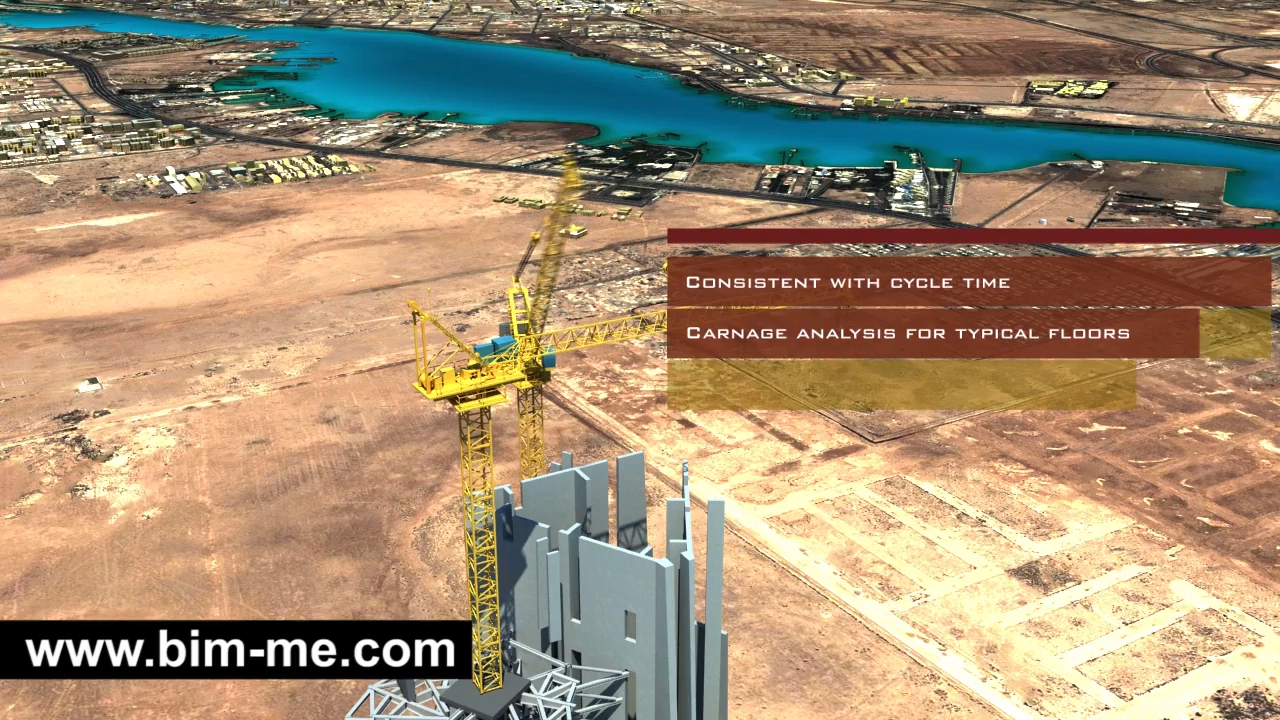 Consistent with cycle time
Carnage analysis for typical floors
www.bim-me.com